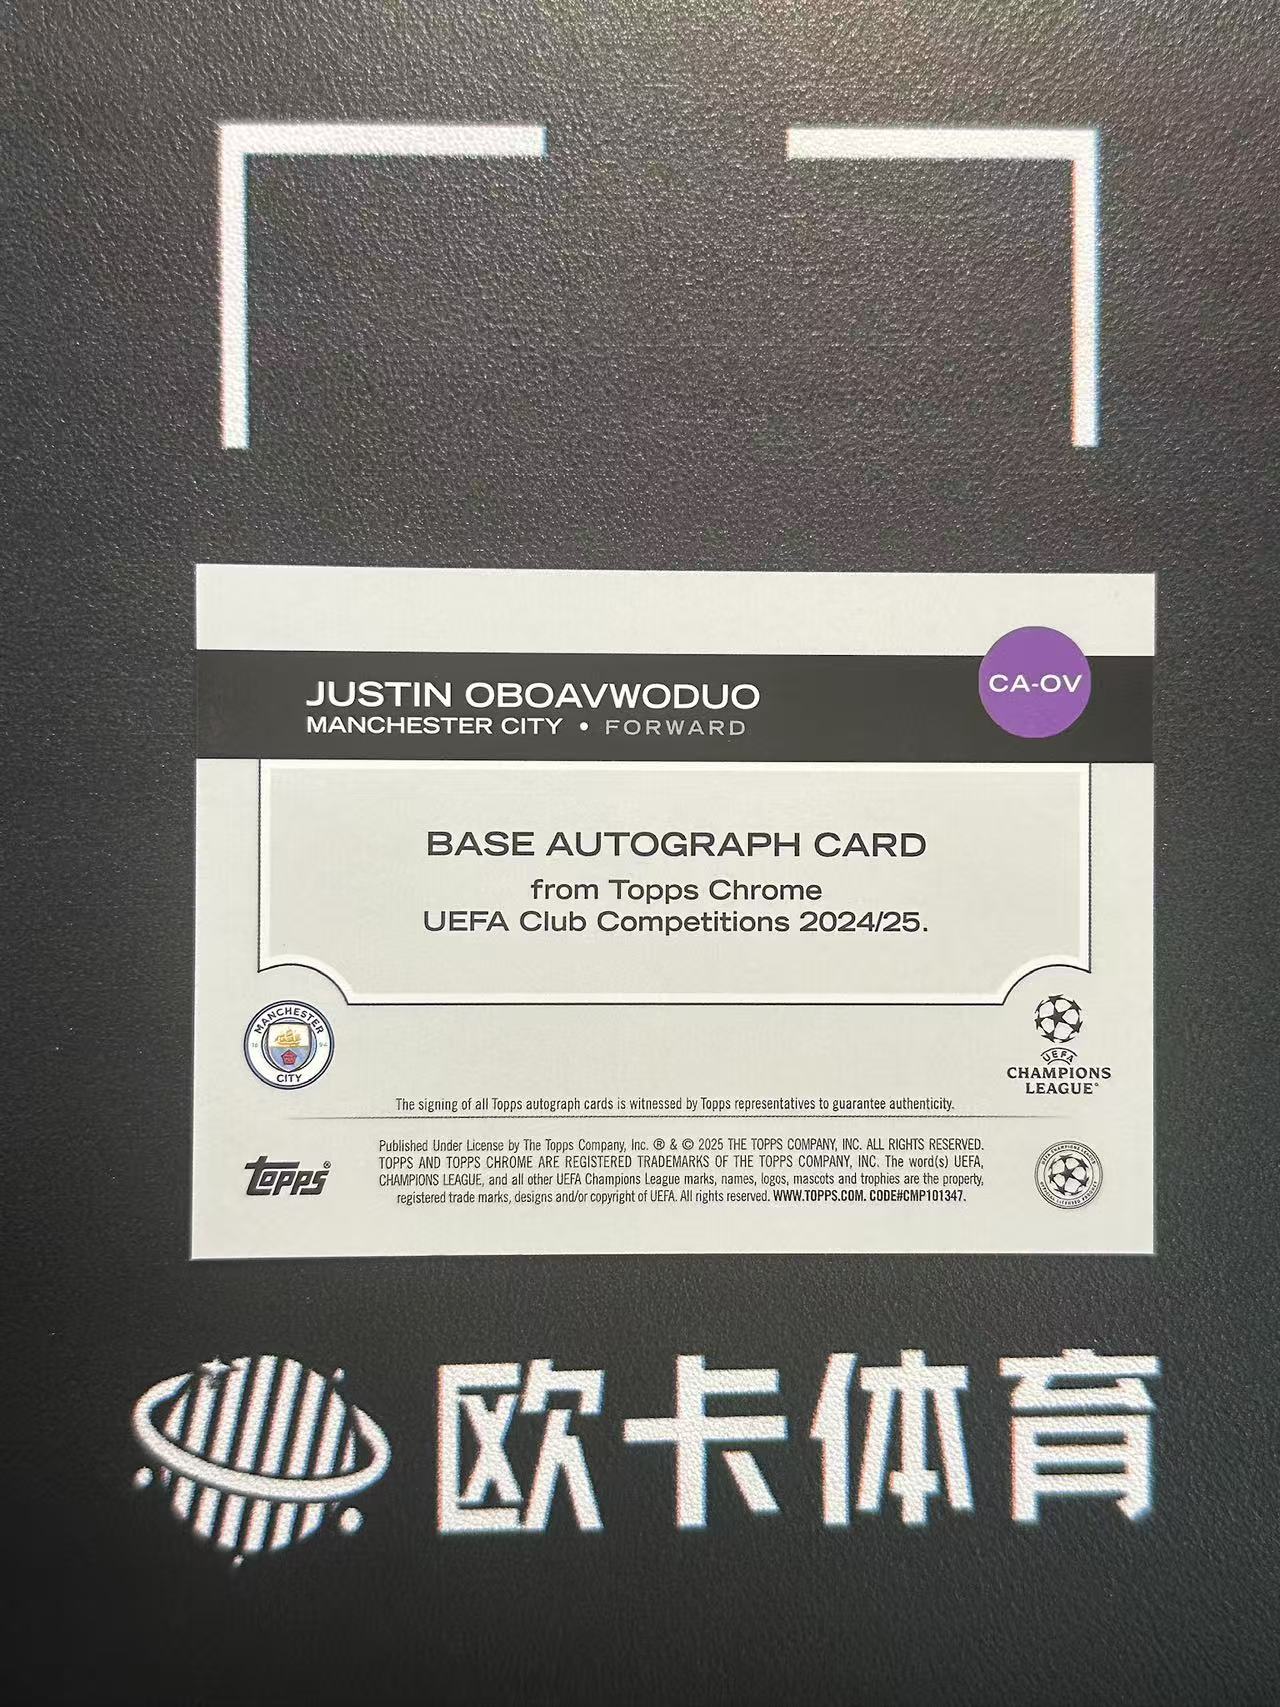 JUSTIN OBOAVWODUO
MANCHESTER CITY • FORWARD
CA-OV
BASE AUTOGRAPH CARD
from Topps Chrome
UEFA Club Competitions 2024/25.
MANCHESTER
18 94
CITY
UEFA
CHAMPIONS
LEAGUE®
The signing of all Topps autograph cards is witnessed by Topps representatives to guarantee authenticity.
topps®
Published Under License by The Topps Company, Inc. ® & © 2025 THE TOPPS COMPANY, INC. ALL RIGHTS RESERVED.
TOPPS AND TOPPS CHROME ARE REGISTERED TRADEMARKS OF THE TOPPS COMPANY, INC. The word(s) UEFA,
CHAMPIONS LEAGUE, and all other UEFA Champions League marks, names, logos, mascots and trophies are the property,
registered trade marks, designs and/or copyright of UEFA. All rights reserved. WWW.TOPPS.COM. CODE#CMP101347.
欧卡体育